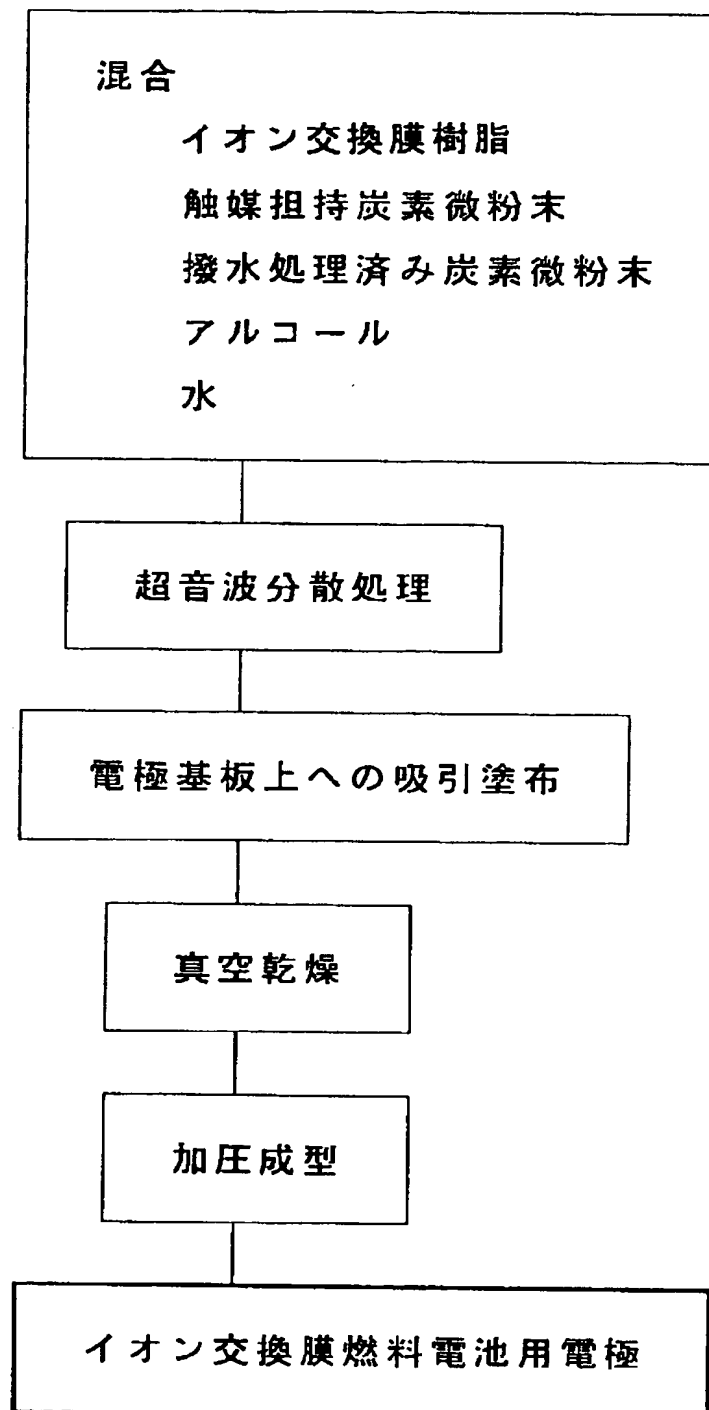 混合
イオン交換膜樹脂
触媒担持炭素微粉末
撥水処理済み炭素微粉末
アルコール
水
超音波分散処理
電極基板上への吸引塗布
真空乾燥
加圧成型
イオン交換膜燃料電池用電極